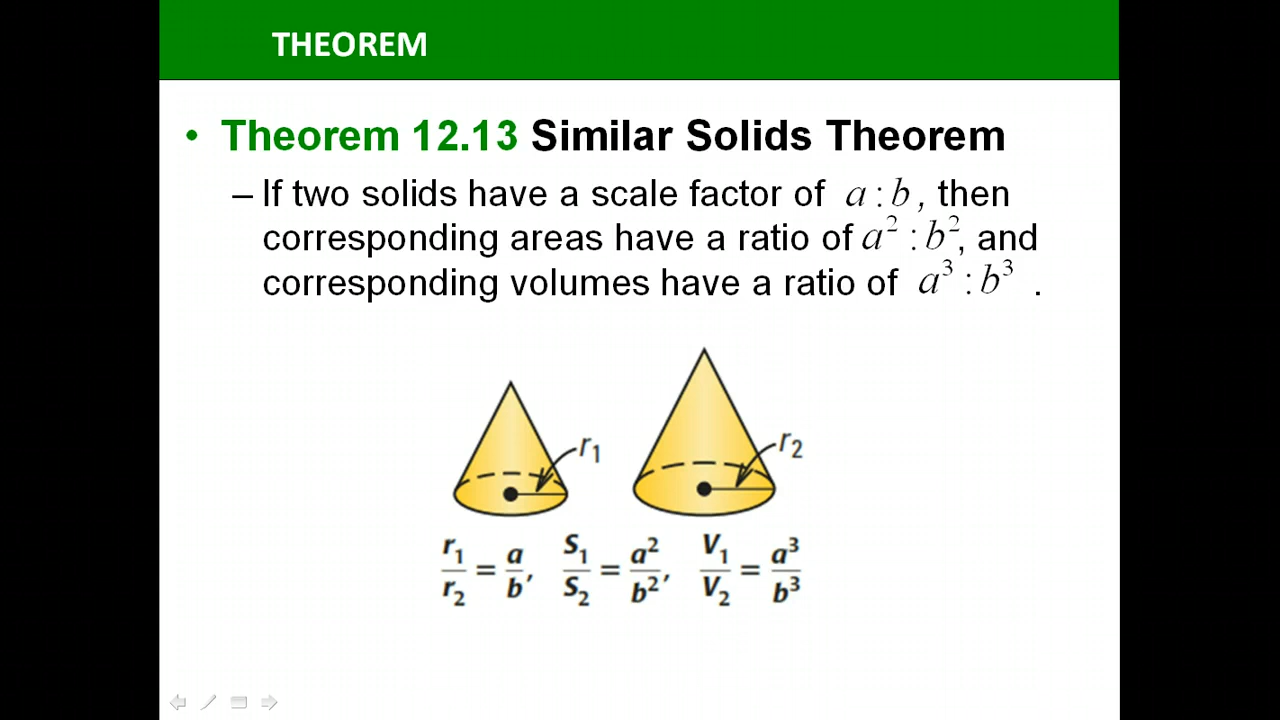 THEOREM
• Theorem 12.13 Similar Solids Theorem
– If two solids have a scale factor of a : b, then
corresponding areas have a ratio of a² : b², and
corresponding volumes have a ratio of a³ : b³ .
r₁ r₂
r₁/r₂ = a/b, S₁/S₂ = a²/b², V₁/V₂ = a³/b³